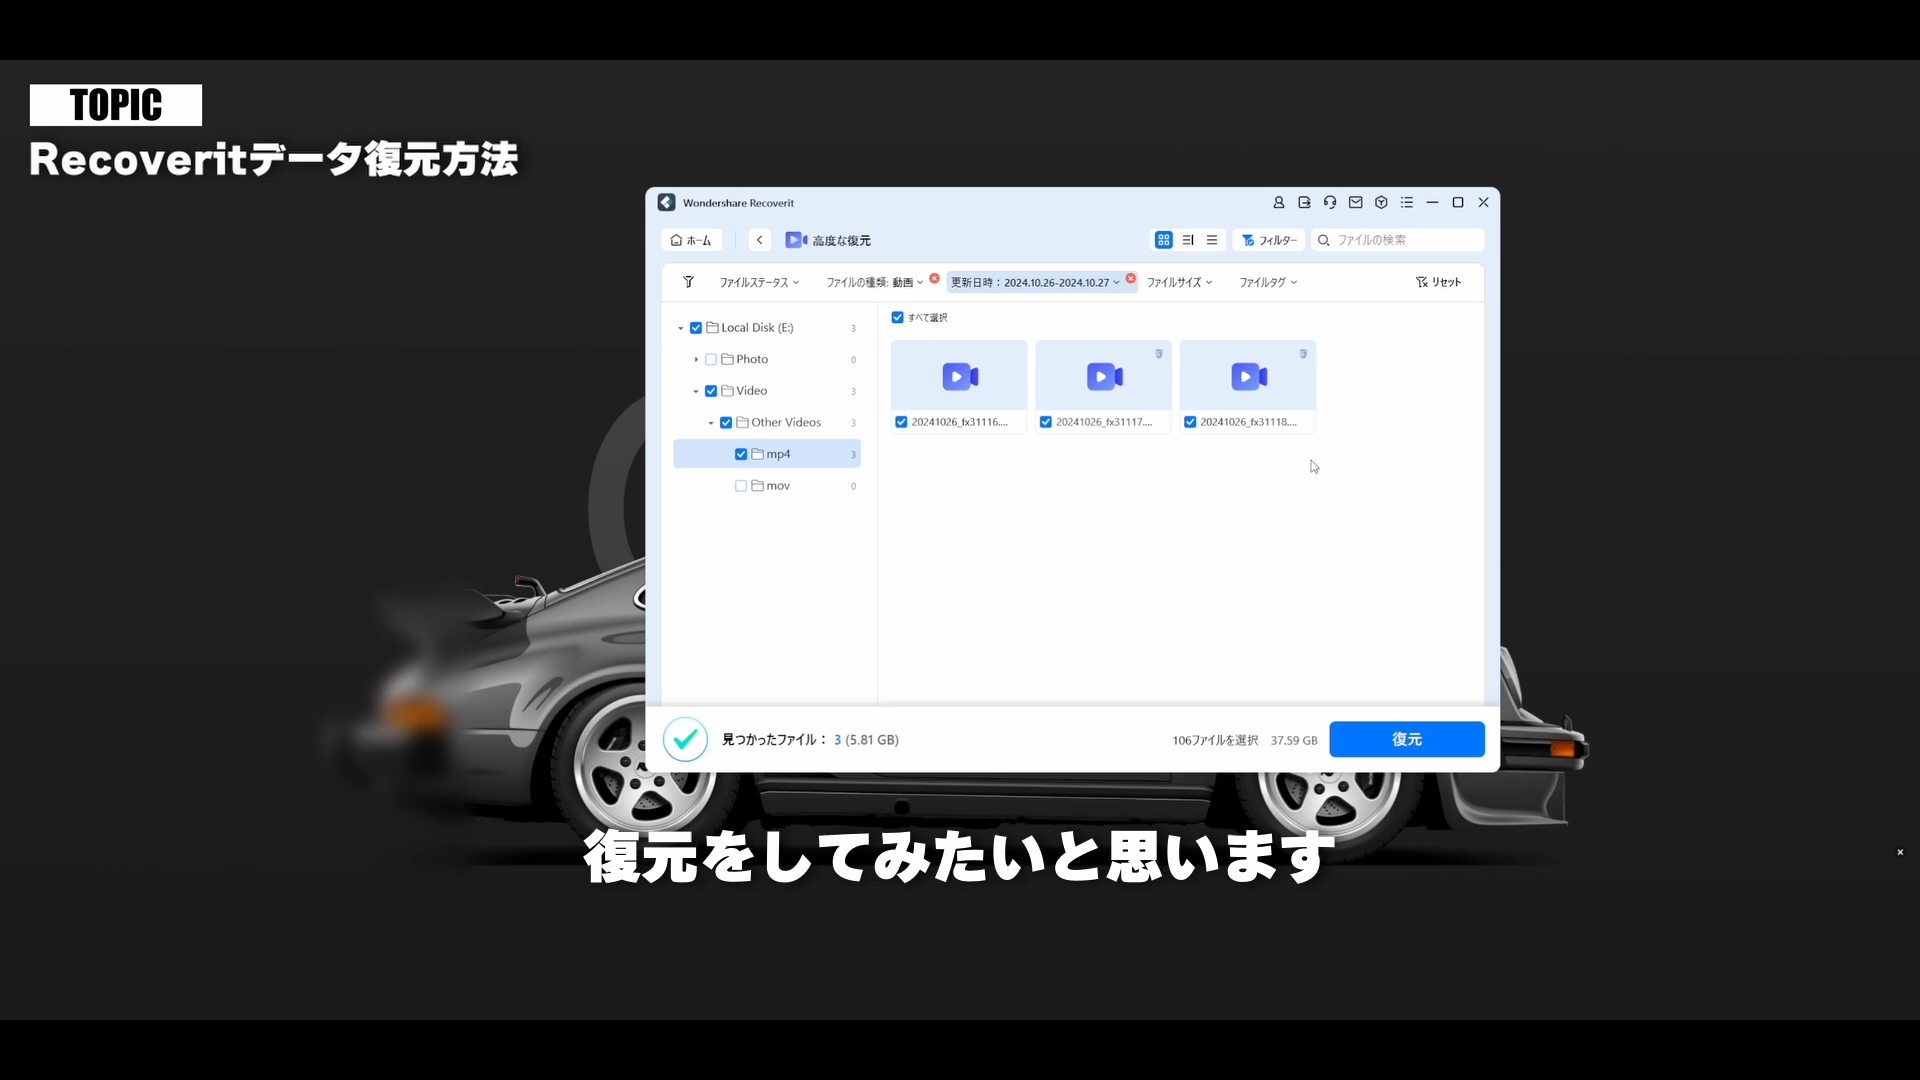 TOPIC
Recoveritデータ復元方法
Wondershare Recoverit
ホーム
高度な復元
フィルター
ファイルの検索
ファイルステータス
ファイルの種類: 動画
更新日時：2024.10.26-2024.10.27
ファイルサイズ
ファイルタグ
リセット
Local Disk (E:) 3
Photo 0
Video 3
Other Videos 3
mp4 3
mov 0
すべて選択
20241026_fx31116....
20241026_fx31117....
20241026_fx31118....
見つかったファイル： 3 (5.81 GB)
106ファイルを選択 37.59 GB
復元
復元をしてみたいと思います